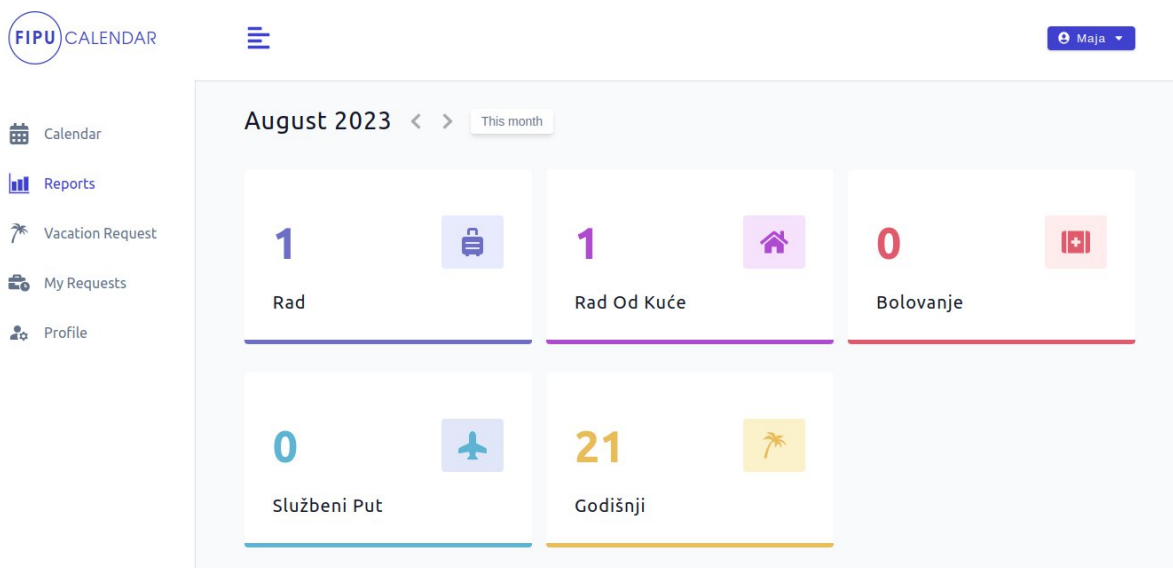 FIPU CALENDAR
Maja
Calendar
Reports
Vacation Request
My Requests
Profile
August 2023
This month
1
Rad
1
Rad Od Kuće
0
Bolovanje
0
Službeni Put
21
Godišnji